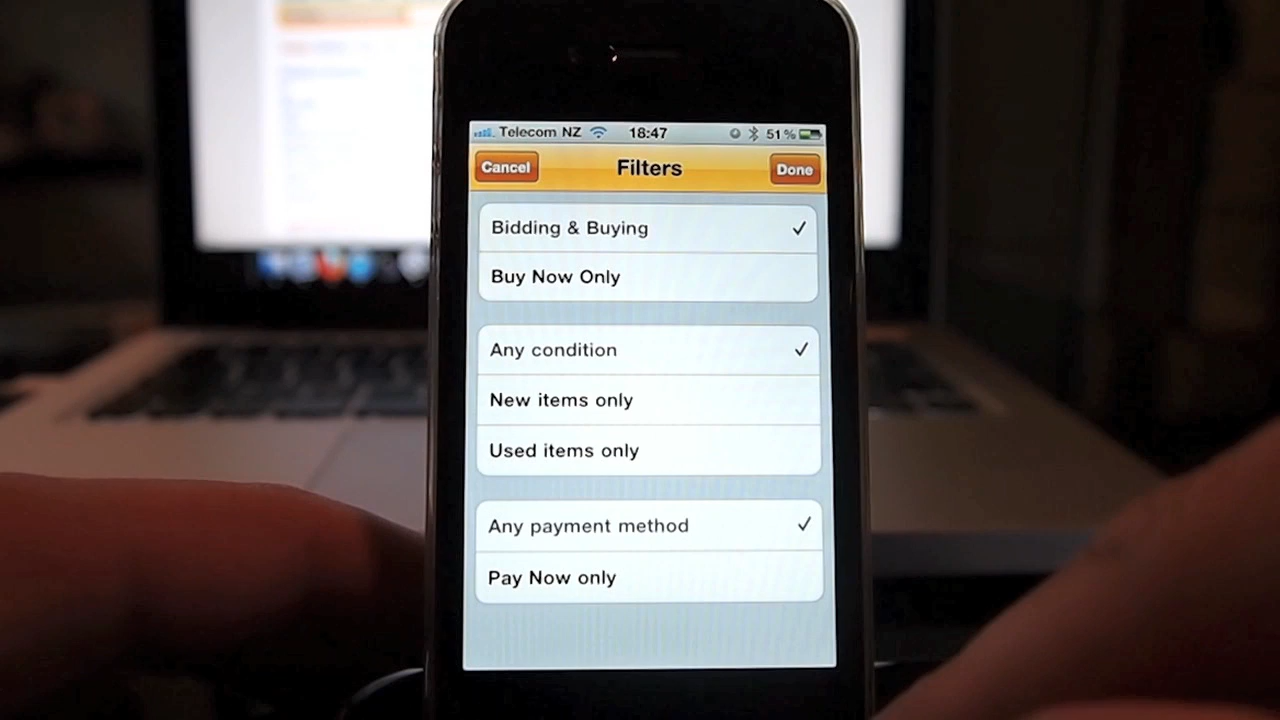 Telecom NZ 18:47 51%
Cancel Filters Done
Bidding & Buying
Buy Now Only
Any condition
New items only
Used items only
Any payment method
Pay Now only